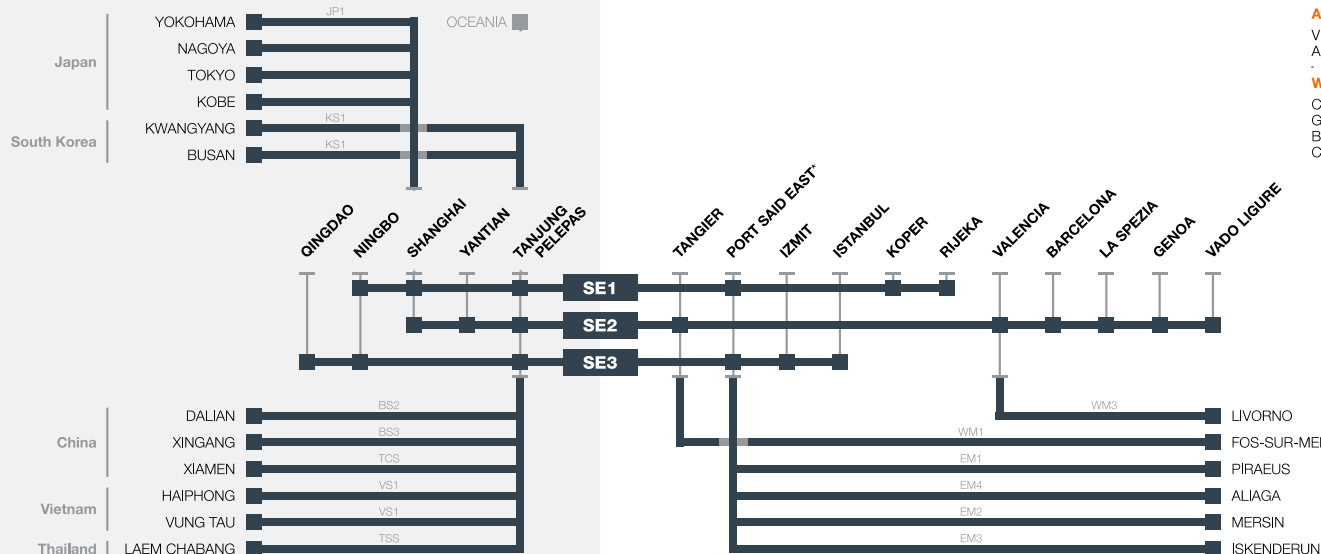 JP1
YOKOHAMA
OCEANIA
NAGOYA
Japan
TOKYO
KOBE
KS1
KWANGYANG
South Korea
KS1
BUSAN
QINGDAO
NINGBO
SHANGHAI
YANTIAN
TANJUNG
PELEPAS
TANGIER
PORT SAID EAST*
IZMIT
ISTANBUL
KOPER
RIJEKA
VALENCIA
BARCELONA
LA SPEZIA
GENOA
VADO LIGURE
SE1
SE2
SE3
BS2
DALIAN
WM3
LIVORNO
BS3
China
XINGANG
WM1
FOS-SUR-MER
TCS
XIAMEN
EM1
PIRAEUS
VS1
HAIPHONG
EM4
ALIAGA
Vietnam
VS1
VUNG TAU
EM2
MERSIN
TSS
Thailand
LAEM CHABANG
EM3
ISKENDERUN
A
V
A
-
W
C
G
B
C